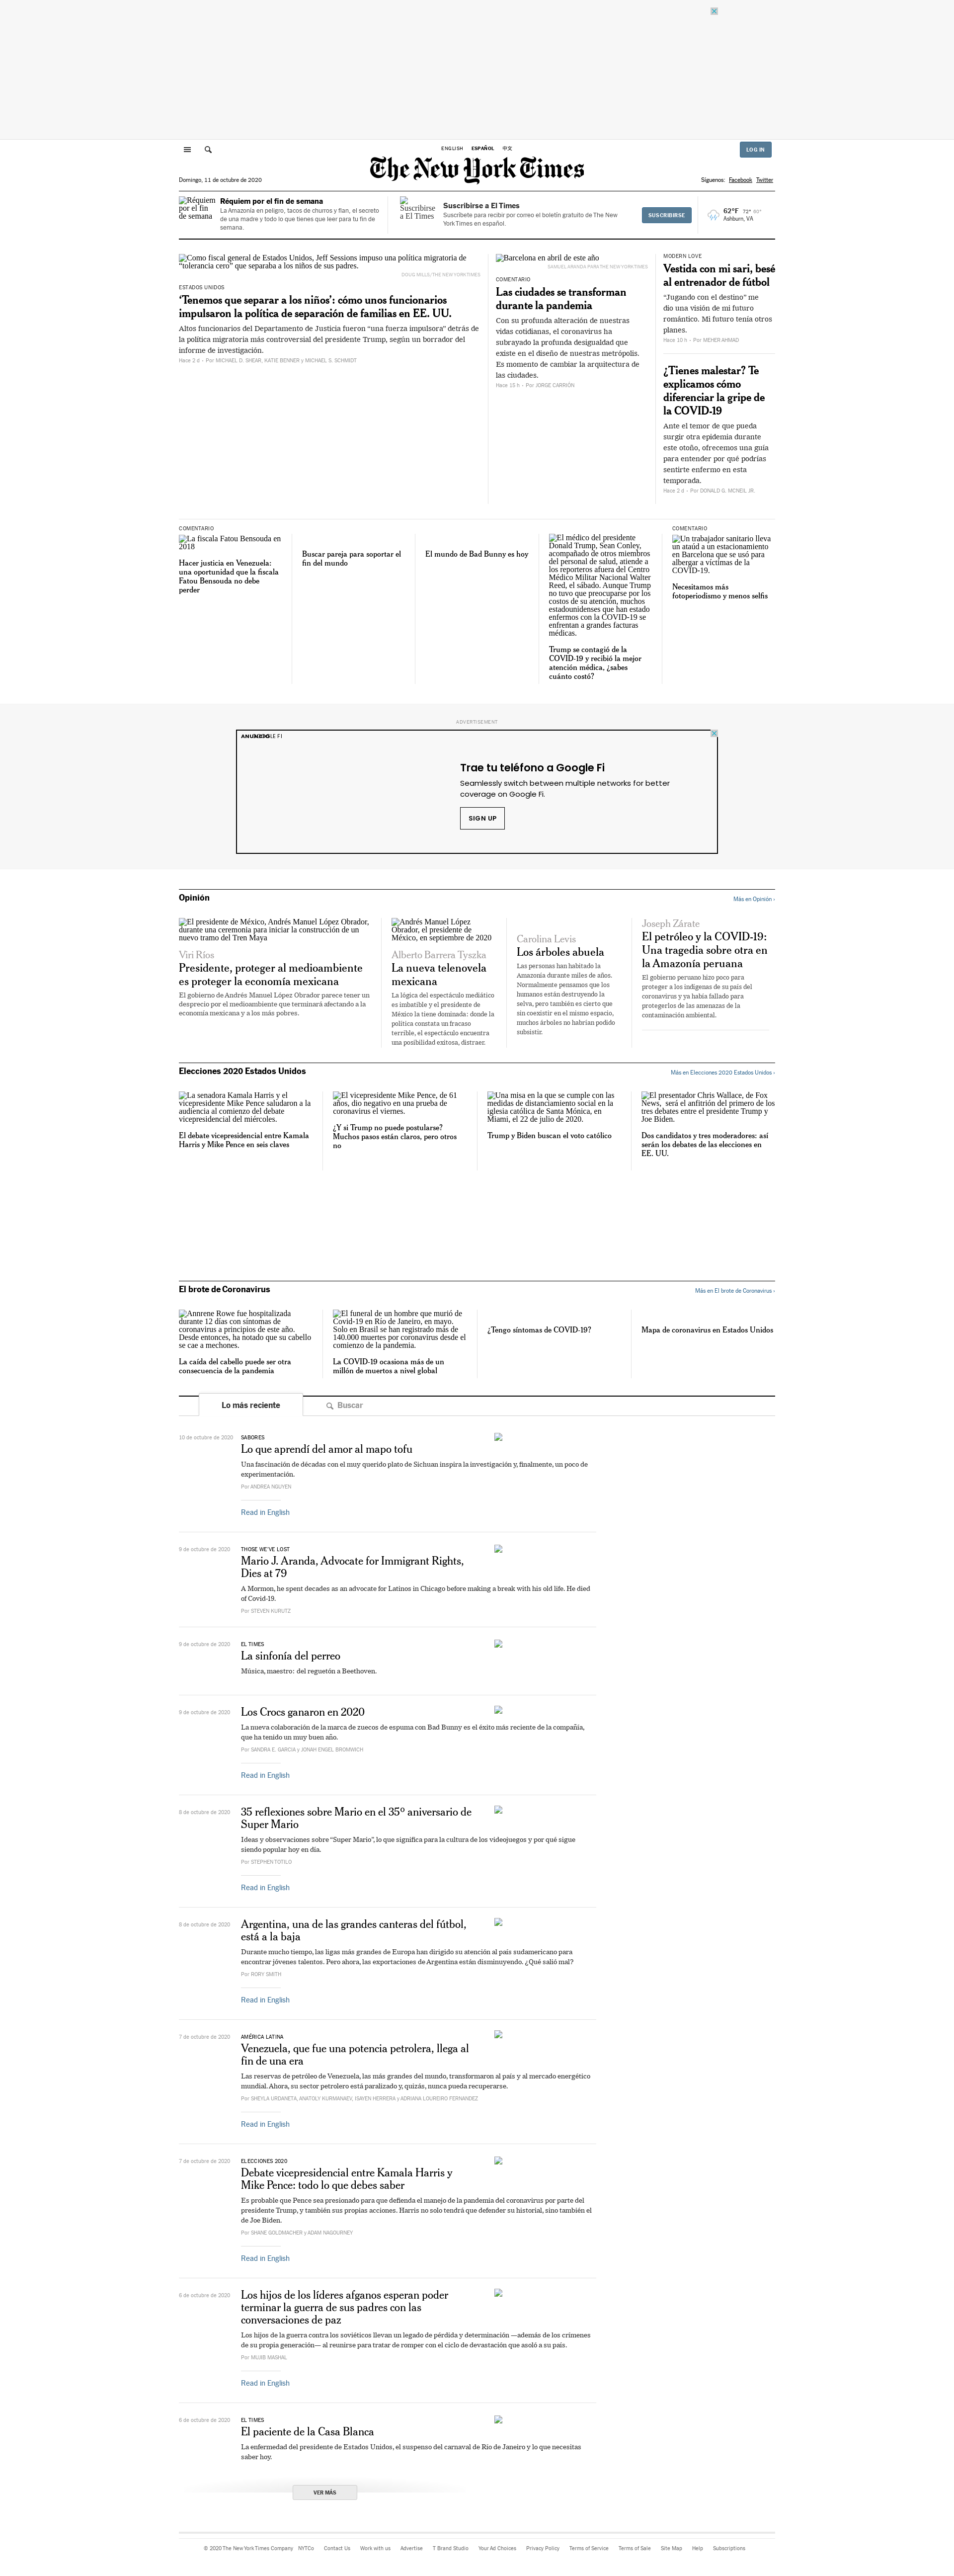 ENGLISH ESPAÑOL 中文
LOG IN
The New York Times
Domingo, 11 de octubre de 2020
Síguenos: Facebook Twitter
Réquiem por el fin de semana
Réquiem por el fin de semana
La Amazonía en peligro, tacos de churros y flan, el secreto
de una madre y todo lo que tienes que leer para tu fin de
semana.
Suscribirse a El Times
Suscribirse a El Times
Suscríbete para recibir por correo el boletín gratuito de The New
York Times en español.
SUSCRIBIRSE
62°F 72° 60°
Ashburn, VA
Como fiscal general de Estados Unidos, Jeff Sessions impuso una política migratoria de
“tolerancia cero” que separaba a los niños de sus padres.
DOUG MILLS/THE NEW YORK TIMES
ESTADOS UNIDOS
‘Tenemos que separar a los niños’: cómo unos funcionarios
impulsaron la política de separación de familias en EE. UU.
Altos funcionarios del Departamento de Justicia fueron “una fuerza impulsora” detrás de
la política migratoria más controversial del presidente Trump, según un borrador del
informe de investigación.
Hace 2 d - Por MICHAEL D. SHEAR, KATIE BENNER y MICHAEL S. SCHMIDT
Barcelona en abril de este año
SAMUEL ARANDA PARA THE NEW YORK TIMES
COMENTARIO
Las ciudades se transforman
durante la pandemia
Con su profunda alteración de nuestras
vidas cotidianas, el coronavirus ha
subrayado la profunda desigualdad que
existe en el diseño de nuestras metrópolis.
Es momento de cambiar la arquitectura de
las ciudades.
Hace 15 h - Por JORGE CARRIÓN
MODERN LOVE
Vestida con mi sari, besé
al entrenador de fútbol
“Jugando con el destino” me
dio una visión de mi futuro
romántico. Mi futuro tenía otros
planes.
Hace 10 h - Por MEHER AHMAD
¿Tienes malestar? Te
explicamos cómo
diferenciar la gripe de
la COVID-19
Ante el temor de que pueda
surgir otra epidemia durante
este otoño, ofrecemos una guía
para entender por qué podrías
sentirte enfermo en esta
temporada.
Hace 2 d - Por DONALD G. MCNEIL JR.
COMENTARIO
La fiscala Fatou Bensouda en 2018
Hacer justicia en Venezuela:
una oportunidad que la fiscala
Fatou Bensouda no debe
perder
Buscar pareja para soportar el
fin del mundo
El mundo de Bad Bunny es hoy
El médico del presidente
Donald Trump, Sean Conley,
acompañado de otros miembros
del personal de salud, atiende a
los reporteros afuera del Centro
Médico Militar Nacional Walter
Reed, el sábado. Aunque Trump
no tuvo que preocuparse por los
costos de su atención, muchos
estadounidenses que han estado
enfermos con la COVID-19 se
enfrentan a grandes facturas
médicas.
Trump se contagió de la
COVID-19 y recibió la mejor
atención médica, ¿sabes
cuánto costó?
COMENTARIO
Un trabajador sanitario lleva
un ataúd a un estacionamiento
en Barcelona que se usó para
albergar a víctimas de la
COVID-19.
Necesitamos más
fotoperiodismo y menos selfis
ADVERTISEMENT
ANUNCIO
Trae tu teléfono a Google Fi
Seamlessly switch between multiple networks for better
coverage on Google Fi.
SIGN UP
Opinión
Más en Opinión ›
El presidente de México, Andrés Manuel López Obrador,
durante una ceremonia para iniciar la construcción de un
nuevo tramo del Tren Maya
Viri Ríos
Presidente, proteger al medioambiente
es proteger la economía mexicana
El gobierno de Andrés Manuel López Obrador parece tener un
desprecio por el medioambiente que terminará afectando a la
economía mexicana y a los más pobres.
Andrés Manuel López
Obrador, el presidente de
México, en septiembre de 2020
Alberto Barrera Tyszka
La nueva telenovela
mexicana
La lógica del espectáculo mediático
es imbatible y el presidente de
México la tiene dominada: donde la
política constata un fracaso
terrible, el espectáculo encuentra
una posibilidad exitosa, distraer.
Carolina Levis
Los árboles abuela
Las personas han habitado la
Amazonía durante miles de años.
Normalmente pensamos que los
humanos están destruyendo la
selva, pero también es cierto que
sin coexistir en el mismo espacio,
muchos árboles no habrían podido
subsistir.
Joseph Zárate
El petróleo y la COVID-19:
Una tragedia sobre otra en
la Amazonía peruana
El gobierno peruano hizo poco para
proteger a los indígenas de su país del
coronavirus y ya había fallado para
protegerlos de las amenazas de la
contaminación ambiental.
Elecciones 2020 Estados Unidos
Más en Elecciones 2020 Estados Unidos ›
La senadora Kamala Harris y el
vicepresidente Mike Pence saludaron a la
audiencia al comienzo del debate
vicepresidencial del miércoles.
El debate vicepresidencial entre Kamala
Harris y Mike Pence en seis claves
El vicepresidente Mike Pence, de 61
años, dio negativo en una prueba de
coronavirus el viernes.
¿Y si Trump no puede postularse?
Muchos pasos están claros, pero otros
no
Una misa en la que se cumple con las
medidas de distanciamiento social en la
iglesia católica de Santa Mónica, en
Miami, el 22 de julio de 2020.
Trump y Biden buscan el voto católico
El presentador Chris Wallace, de Fox
News, será anfitrión del primero de los
tres debates entre el presidente Trump y
Joe Biden.
Dos candidatos y tres moderadores: así
serán los debates de las elecciones en
EE. UU.
El brote de Coronavirus
Más en El brote de Coronavirus ›
Annrene Rowe fue hospitalizada
durante 12 días con síntomas de
coronavirus a principios de este año.
Desde entonces, ha notado que su cabello
se cae a mechones.
La caída del cabello puede ser otra
consecuencia de la pandemia
El funeral de un hombre que murió de
Covid-19 en Río de Janeiro, en mayo.
Solo en Brasil se han registrado más de
140.000 muertes por coronavirus desde el
comienzo de la pandemia.
La COVID-19 ocasiona más de un
millón de muertos a nivel global
¿Tengo síntomas de COVID-19?
Mapa de coronavirus en Estados Unidos
Lo más reciente
Buscar
10 de octubre de 2020
SABORES
Lo que aprendí del amor al mapo tofu
Una fascinación de décadas con el muy querido plato de Sichuan inspira la investigación y, finalmente, un poco de
experimentación.
Por ANDREA NGUYEN
Read in English
9 de octubre de 2020
THOSE WE’VE LOST
Mario J. Aranda, Advocate for Immigrant Rights,
Dies at 79
A Mormon, he spent decades as an advocate for Latinos in Chicago before making a break with his old life. He died
of Covid-19.
Por STEVEN KURUTZ
9 de octubre de 2020
EL TIMES
La sinfonía del perreo
Música, maestro: del reguetón a Beethoven.
9 de octubre de 2020
Los Crocs ganaron en 2020
La nueva colaboración de la marca de zuecos de espuma con Bad Bunny es el éxito más reciente de la compañía,
que ha tenido un muy buen año.
Por SANDRA E. GARCIA y JONAH ENGEL BROMWICH
Read in English
8 de octubre de 2020
35 reflexiones sobre Mario en el 35º aniversario de
Super Mario
Ideas y observaciones sobre “Super Mario”, lo que significa para la cultura de los videojuegos y por qué sigue
siendo popular hoy en día.
Por STEPHEN TOTILO
Read in English
8 de octubre de 2020
Argentina, una de las grandes canteras del fútbol,
está a la baja
Durante mucho tiempo, las ligas más grandes de Europa han dirigido su atención al país sudamericano para
encontrar jóvenes talentos. Pero ahora, las exportaciones de Argentina están disminuyendo. ¿Qué salió mal?
Por RORY SMITH
Read in English
7 de octubre de 2020
AMÉRICA LATINA
Venezuela, que fue una potencia petrolera, llega al
fin de una era
Las reservas de petróleo de Venezuela, las más grandes del mundo, transformaron al país y al mercado energético
mundial. Ahora, su sector petrolero está paralizado y, quizás, nunca pueda recuperarse.
Por SHEYLA URDANETA, ANATOLY KURMANAEV, ISAYEN HERRERA y ADRIANA LOUREIRO FERNANDEZ
Read in English
7 de octubre de 2020
ELECCIONES 2020
Debate vicepresidencial entre Kamala Harris y
Mike Pence: todo lo que debes saber
Es probable que Pence sea presionado para que defienda el manejo de la pandemia del coronavirus por parte del
presidente Trump, y también sus propias acciones. Harris no solo tendrá que defender su historial, sino también el
de Joe Biden.
Por SHANE GOLDMACHER y ADAM NAGOURNEY
Read in English
6 de octubre de 2020
Los hijos de los líderes afganos esperan poder
terminar la guerra de sus padres con las
conversaciones de paz
Los hijos de la guerra contra los soviéticos llevan un legado de pérdida y determinación —además de los crímenes
de su propia generación— al reunirse para tratar de romper con el ciclo de devastación que asoló a su país.
Por MUJIB MASHAL
Read in English
6 de octubre de 2020
EL TIMES
El paciente de la Casa Blanca
La enfermedad del presidente de Estados Unidos, el suspenso del carnaval de Río de Janeiro y lo que necesitas
saber hoy.
VER MÁS
© 2020 The New York Times Company NYTCo Contact Us Work with us Advertise T Brand Studio Your Ad Choices Privacy Policy Terms of Service Terms of Sale Site Map Help Subscriptions